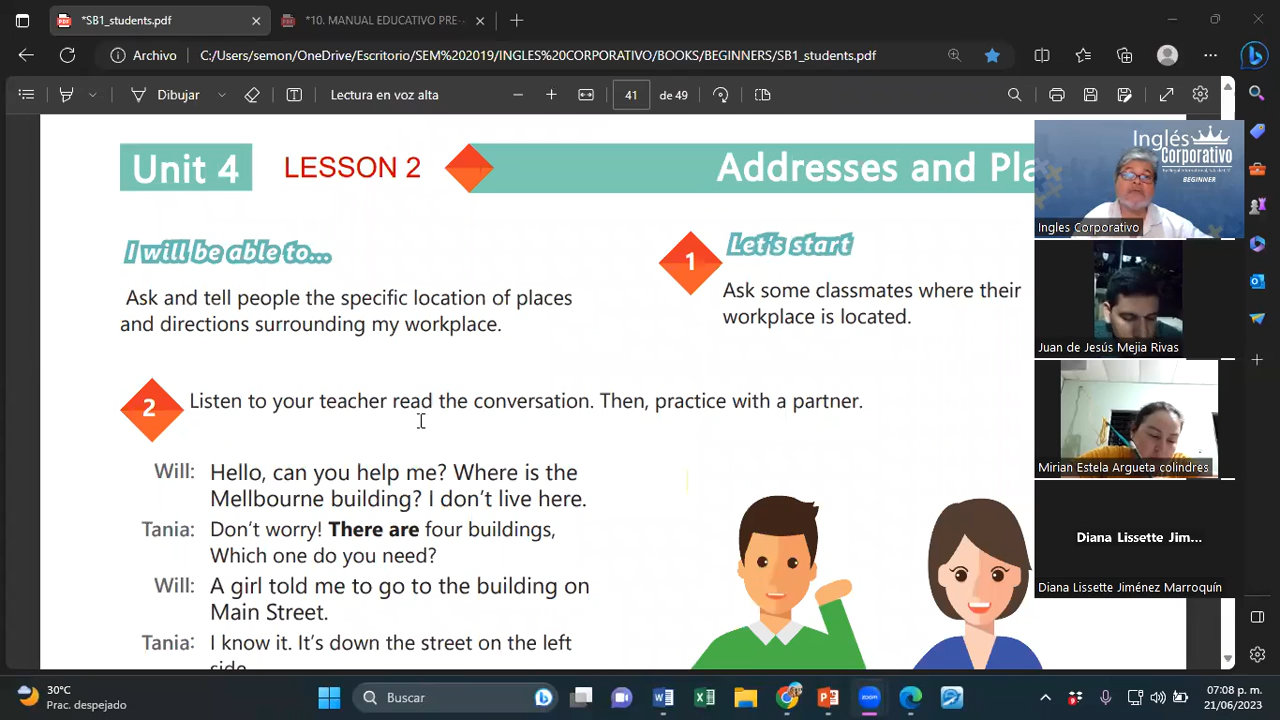 *SB1_students.pdf
*10. MANUAL EDUCATIVO PRE-
Archivo
C:/Users/semon/OneDrive/Escritorio/SEM%202019/INGLES%20CORPORATIVO/BOOKS/BEGINNERS/SB1_students.pdf
Dibujar
Lectura en voz alta
41
de 49
Unit 4
LESSON 2
Addresses and Pla
I will be able to...
Ask and tell people the specific location of places
and directions surrounding my workplace.
1
Let's start
Ask some classmates where their
workplace is located.
2
Listen to your teacher read the conversation. Then, practice with a partner.
Will: Hello, can you help me? Where is the
Mellbourne building? I don't live here.
Tania: Don't worry! There are four buildings,
Which one do you need?
Will: A girl told me to go to the building on
Main Street.
Tania: I know it. It's down the street on the left
side.
Inglés
Corporativo
BEGINNER
Ingles Corporativo
Juan de Jesús Mejia Rivas
Mirian Estela Argueta colindres
Diana Lissette Jim...
Diana Lissette Jiménez Marroquín
30°C
Prac. despejado
Buscar
07:08 p. m.
21/06/2023